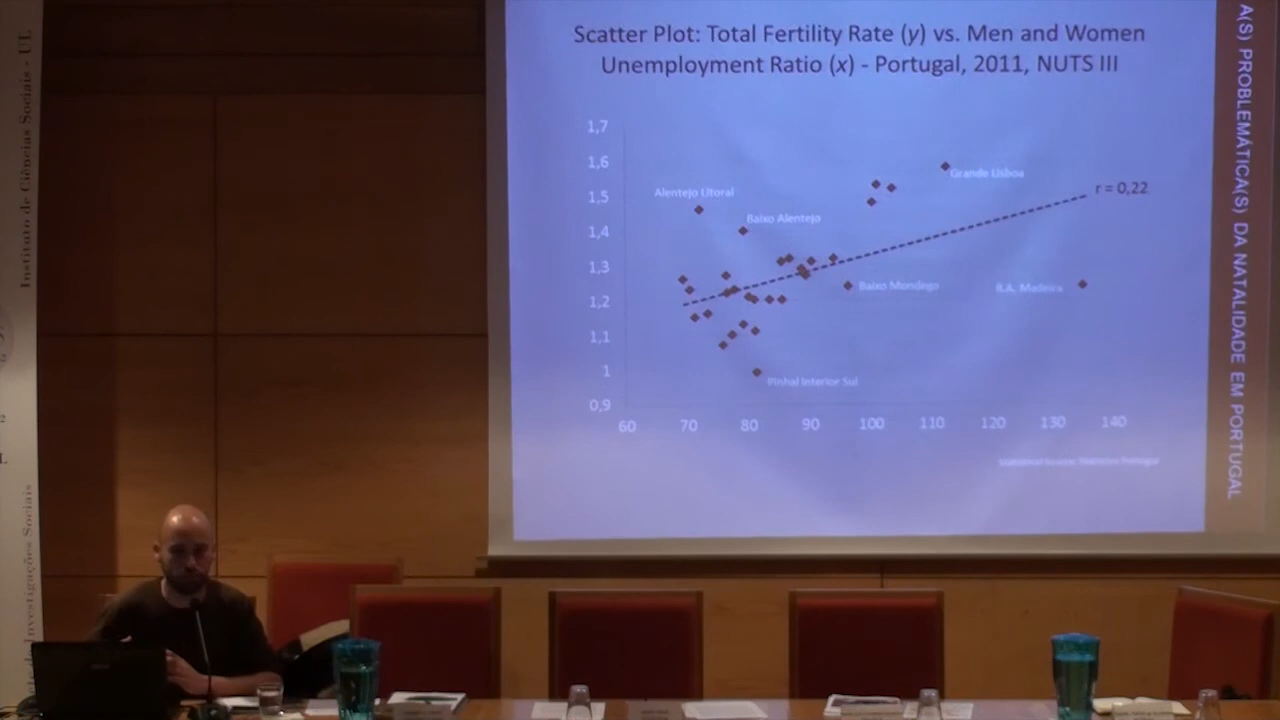 Scatter Plot: Total Fertility Rate (y) vs. Men and Women
Unemployment Ratio (x) - Portugal, 2011, NUTS III
1,7
1,6
1,5
1,4
1,3
1,2
1,1
1
0,9
60 70 80 90 100 110 120 130 140
Alentejo Litoral
Baixo Alentejo
Grande Lisboa
r = 0,22
Baixo Mondego
R.A. Madeira
Pinhal Interior Sul
A(S) PROBLEMÁTICA(S) DA NATALIDADE EM PORTUGAL
Instituto de Ciências Sociais - UL
Investigações Sociais